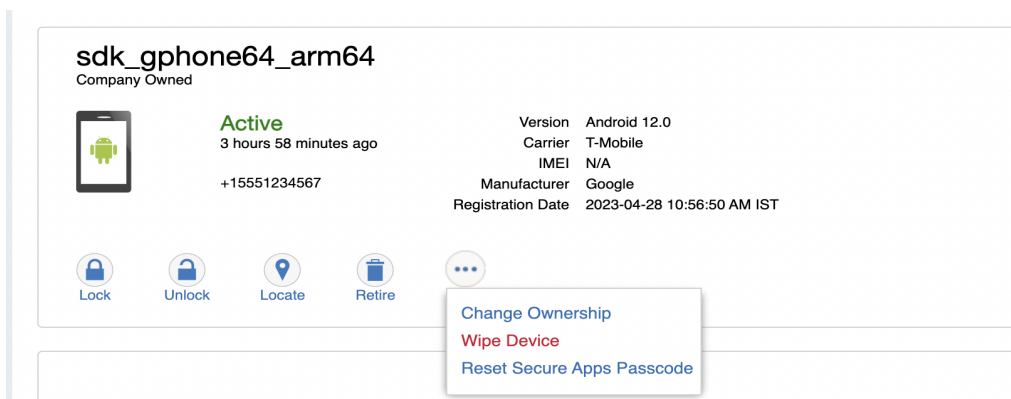 sdk_gphone64_arm64
Company Owned
Active
3 hours 58 minutes ago
+15551234567
Version Android 12.0
Carrier T-Mobile
IMEI N/A
Manufacturer Google
Registration Date 2023-04-28 10:56:50 AM IST
Lock Unlock Locate Retire
Change Ownership
Wipe Device
Reset Secure Apps Passcode